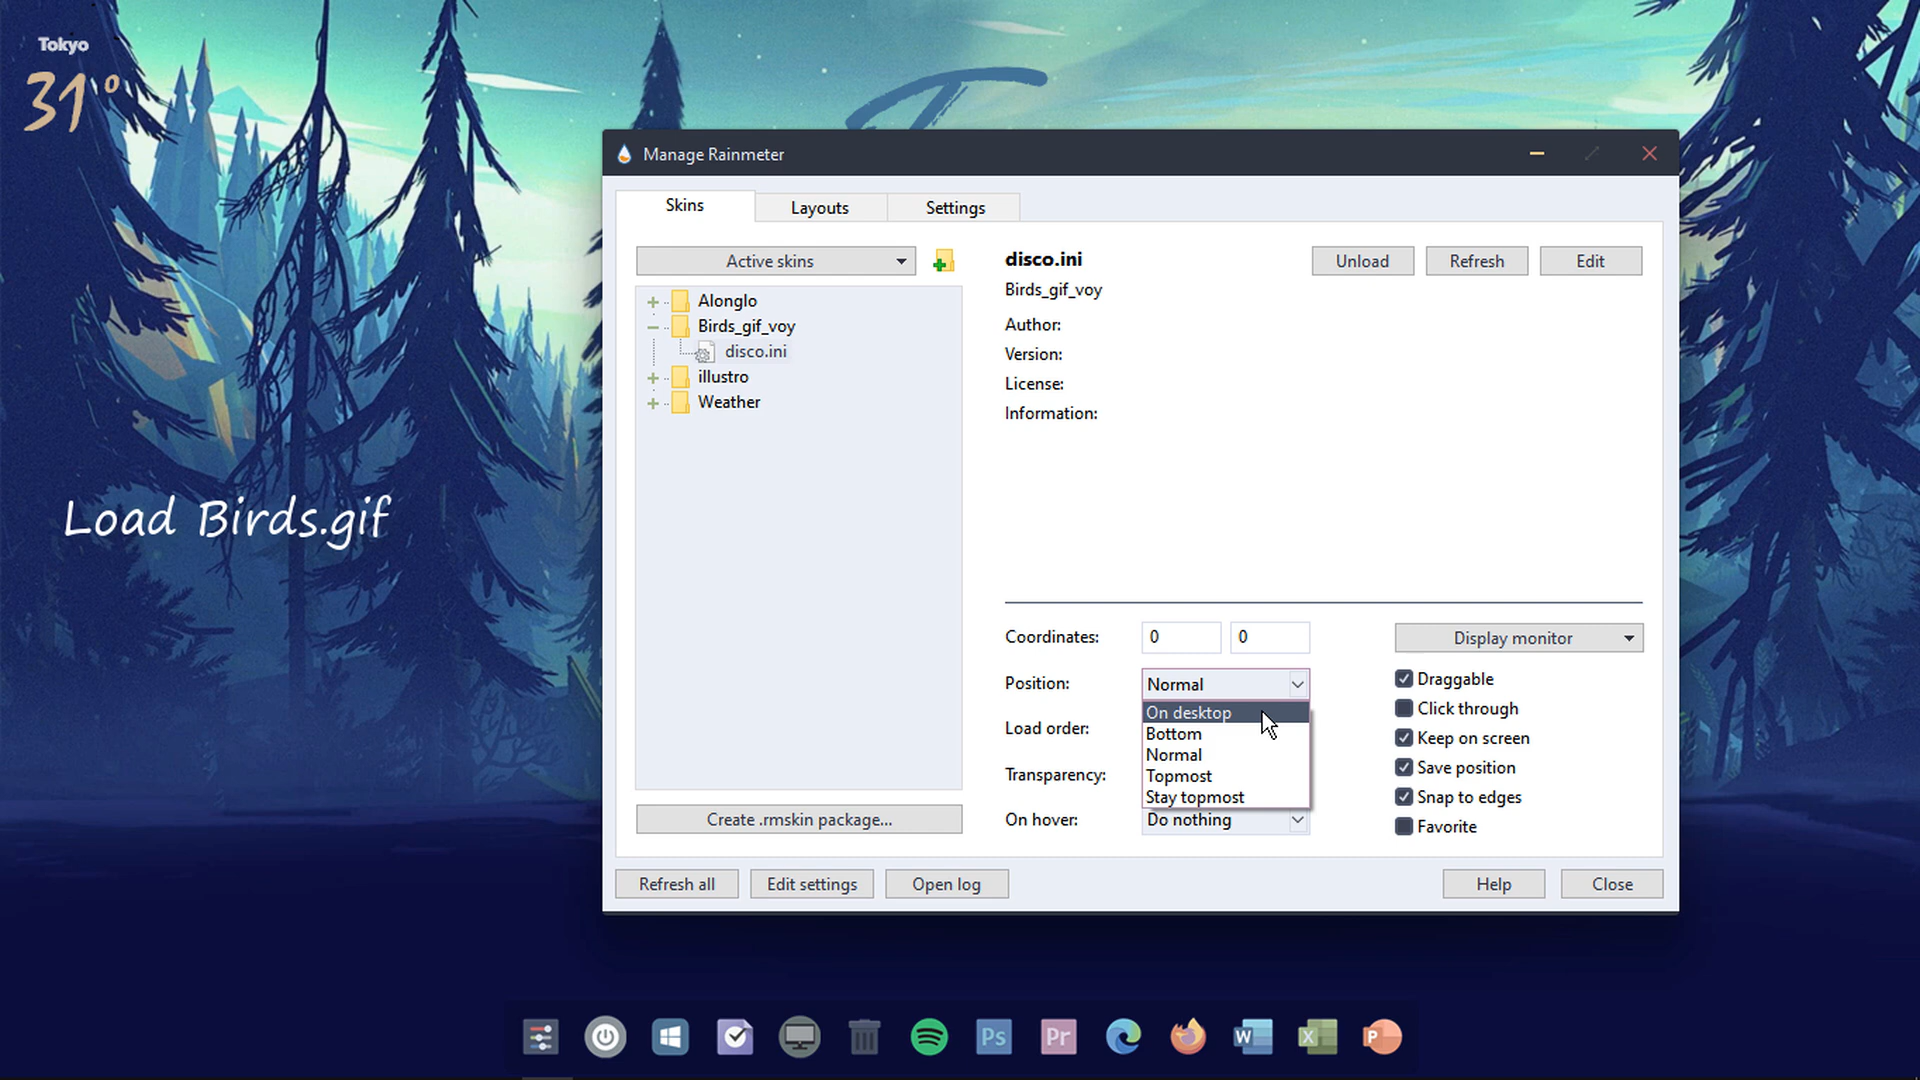 Tokyo
31°
Load Birds.gif
Manage Rainmeter
Skins
Layouts
Settings
Active skins
Alonglo
Birds_gif_voy
disco.ini
illustro
Weather
Create .rmskin package...
disco.ini
Unload
Refresh
Edit
Birds_gif_voy
Author:
Version:
License:
Information:
Coordinates:
0
0
Display monitor
Position:
Normal
On desktop
Bottom
Normal
Topmost
Stay topmost
Load order:
Transparency:
On hover:
Do nothing
Draggable
Click through
Keep on screen
Save position
Snap to edges
Favorite
Refresh all
Edit settings
Open log
Help
Close
Ps
Pr
W
X
P